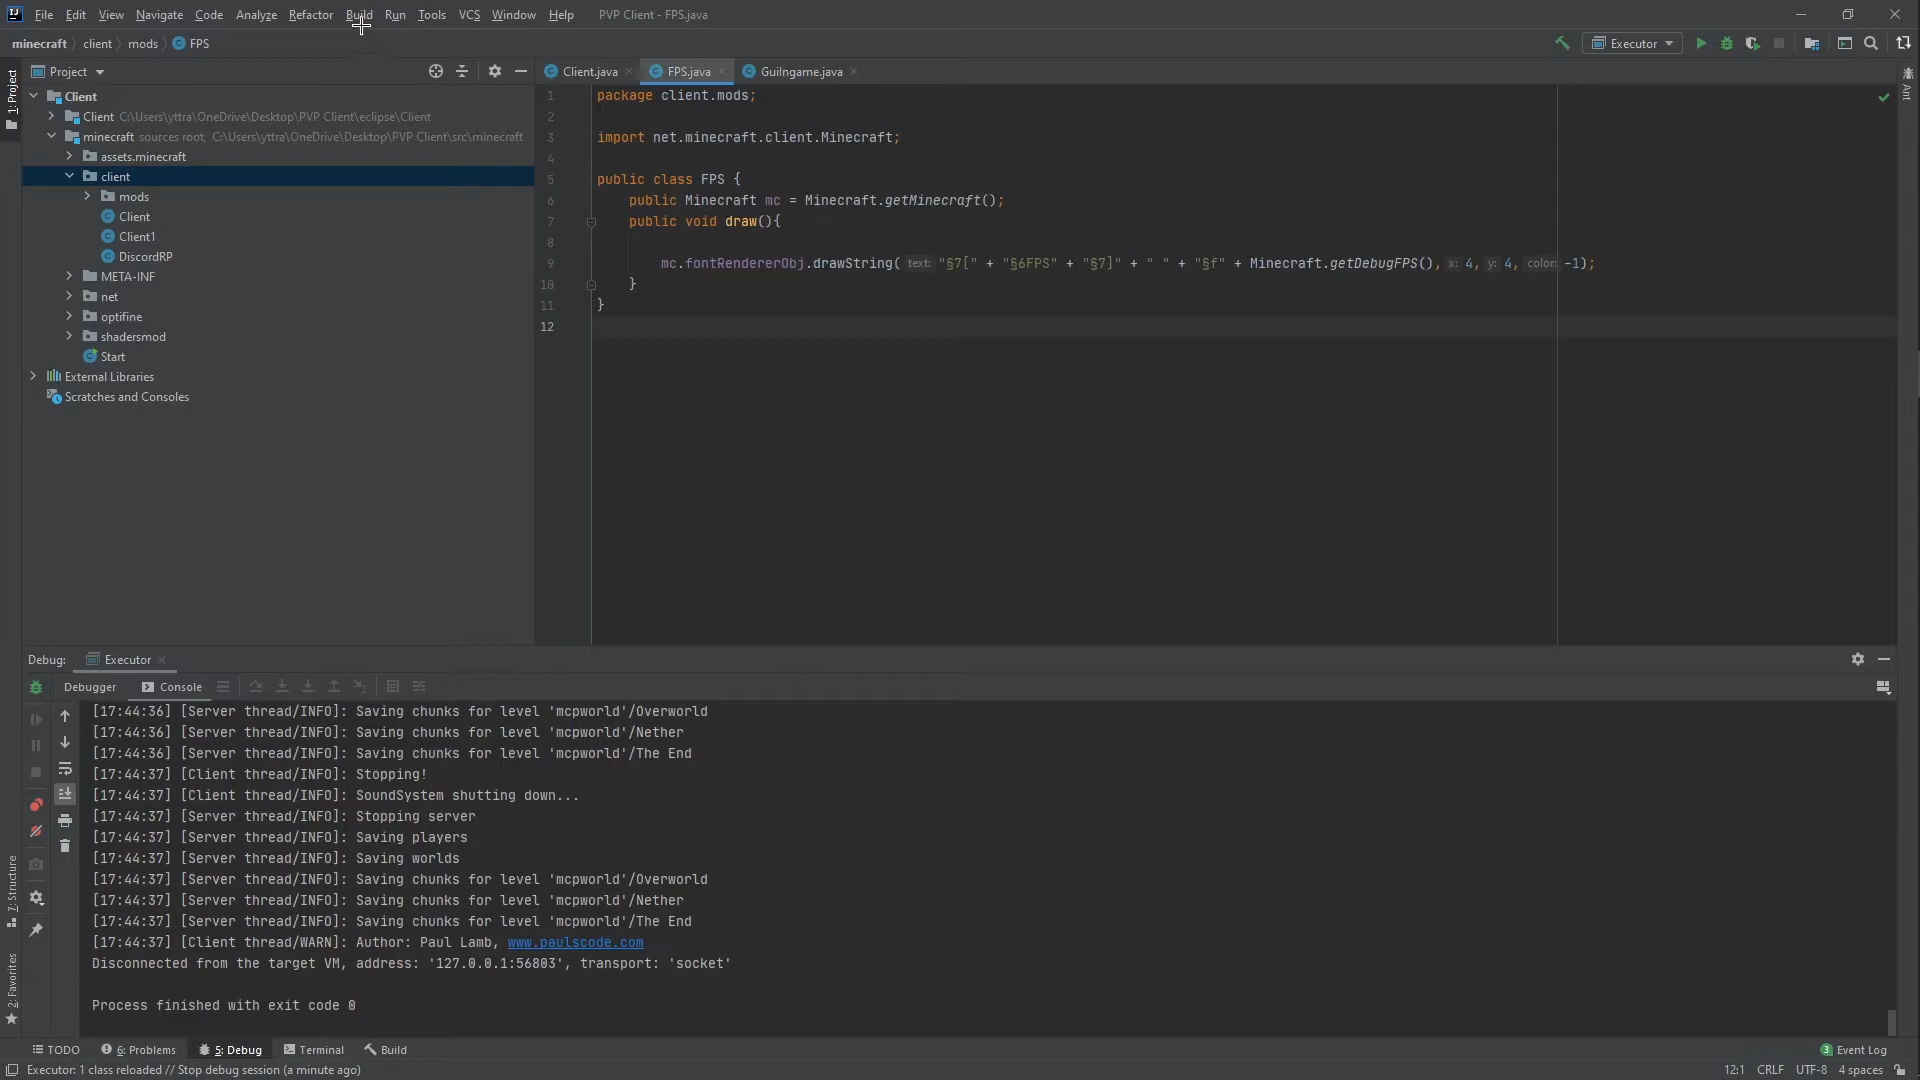 IJ File Edit View Navigate Code Analyze Refactor Build Run Tools VCS Window Help PVP Client - FPS.java
minecraft client mods FPS Executor
1: Project
Project
Client.java FPS.java GuiIngame.java
Client
Client C:\Users\yttra\OneDrive\Desktop\PVP Client\eclipse\Client
minecraft sources root, C:\Users\yttra\OneDrive\Desktop\PVP Client\src\minecraft
assets.minecraft
client
mods
Client
Client1
DiscordRP
META-INF
net
optifine
shadersmod
Start
External Libraries
Scratches and Consoles
1 package client.mods;
2
3 import net.minecraft.client.Minecraft;
4
5 public class FPS {
6 public Minecraft mc = Minecraft.getMinecraft();
7 public void draw(){
8
9 mc.fontRendererObj.drawString( text: "§7[" + "§6FPS" + "§7]" + " " + "§f" + Minecraft.getDebugFPS(), x: 4, y: 4, color: -1);
10 }
11 }
12
Ant
Debug: Executor
Debugger Console
[17:44:36] [Server thread/INFO]: Saving chunks for level 'mcpworld'/Overworld
[17:44:36] [Server thread/INFO]: Saving chunks for level 'mcpworld'/Nether
[17:44:36] [Server thread/INFO]: Saving chunks for level 'mcpworld'/The End
[17:44:37] [Client thread/INFO]: Stopping!
[17:44:37] [Client thread/INFO]: SoundSystem shutting down...
[17:44:37] [Server thread/INFO]: Stopping server
[17:44:37] [Server thread/INFO]: Saving players
[17:44:37] [Server thread/INFO]: Saving worlds
[17:44:37] [Server thread/INFO]: Saving chunks for level 'mcpworld'/Overworld
[17:44:37] [Server thread/INFO]: Saving chunks for level 'mcpworld'/Nether
[17:44:37] [Server thread/INFO]: Saving chunks for level 'mcpworld'/The End
[17:44:37] [Client thread/WARN]: Author: Paul Lamb, www.paulscode.com
Disconnected from the target VM, address: '127.0.0.1:56803', transport: 'socket'
Process finished with exit code 0
7: Structure
2: Favorites
TODO 6: Problems 5: Debug Terminal Build 3 Event Log
Executor: 1 class reloaded // Stop debug session (a minute ago) 12:1 CRLF UTF-8 4 spaces